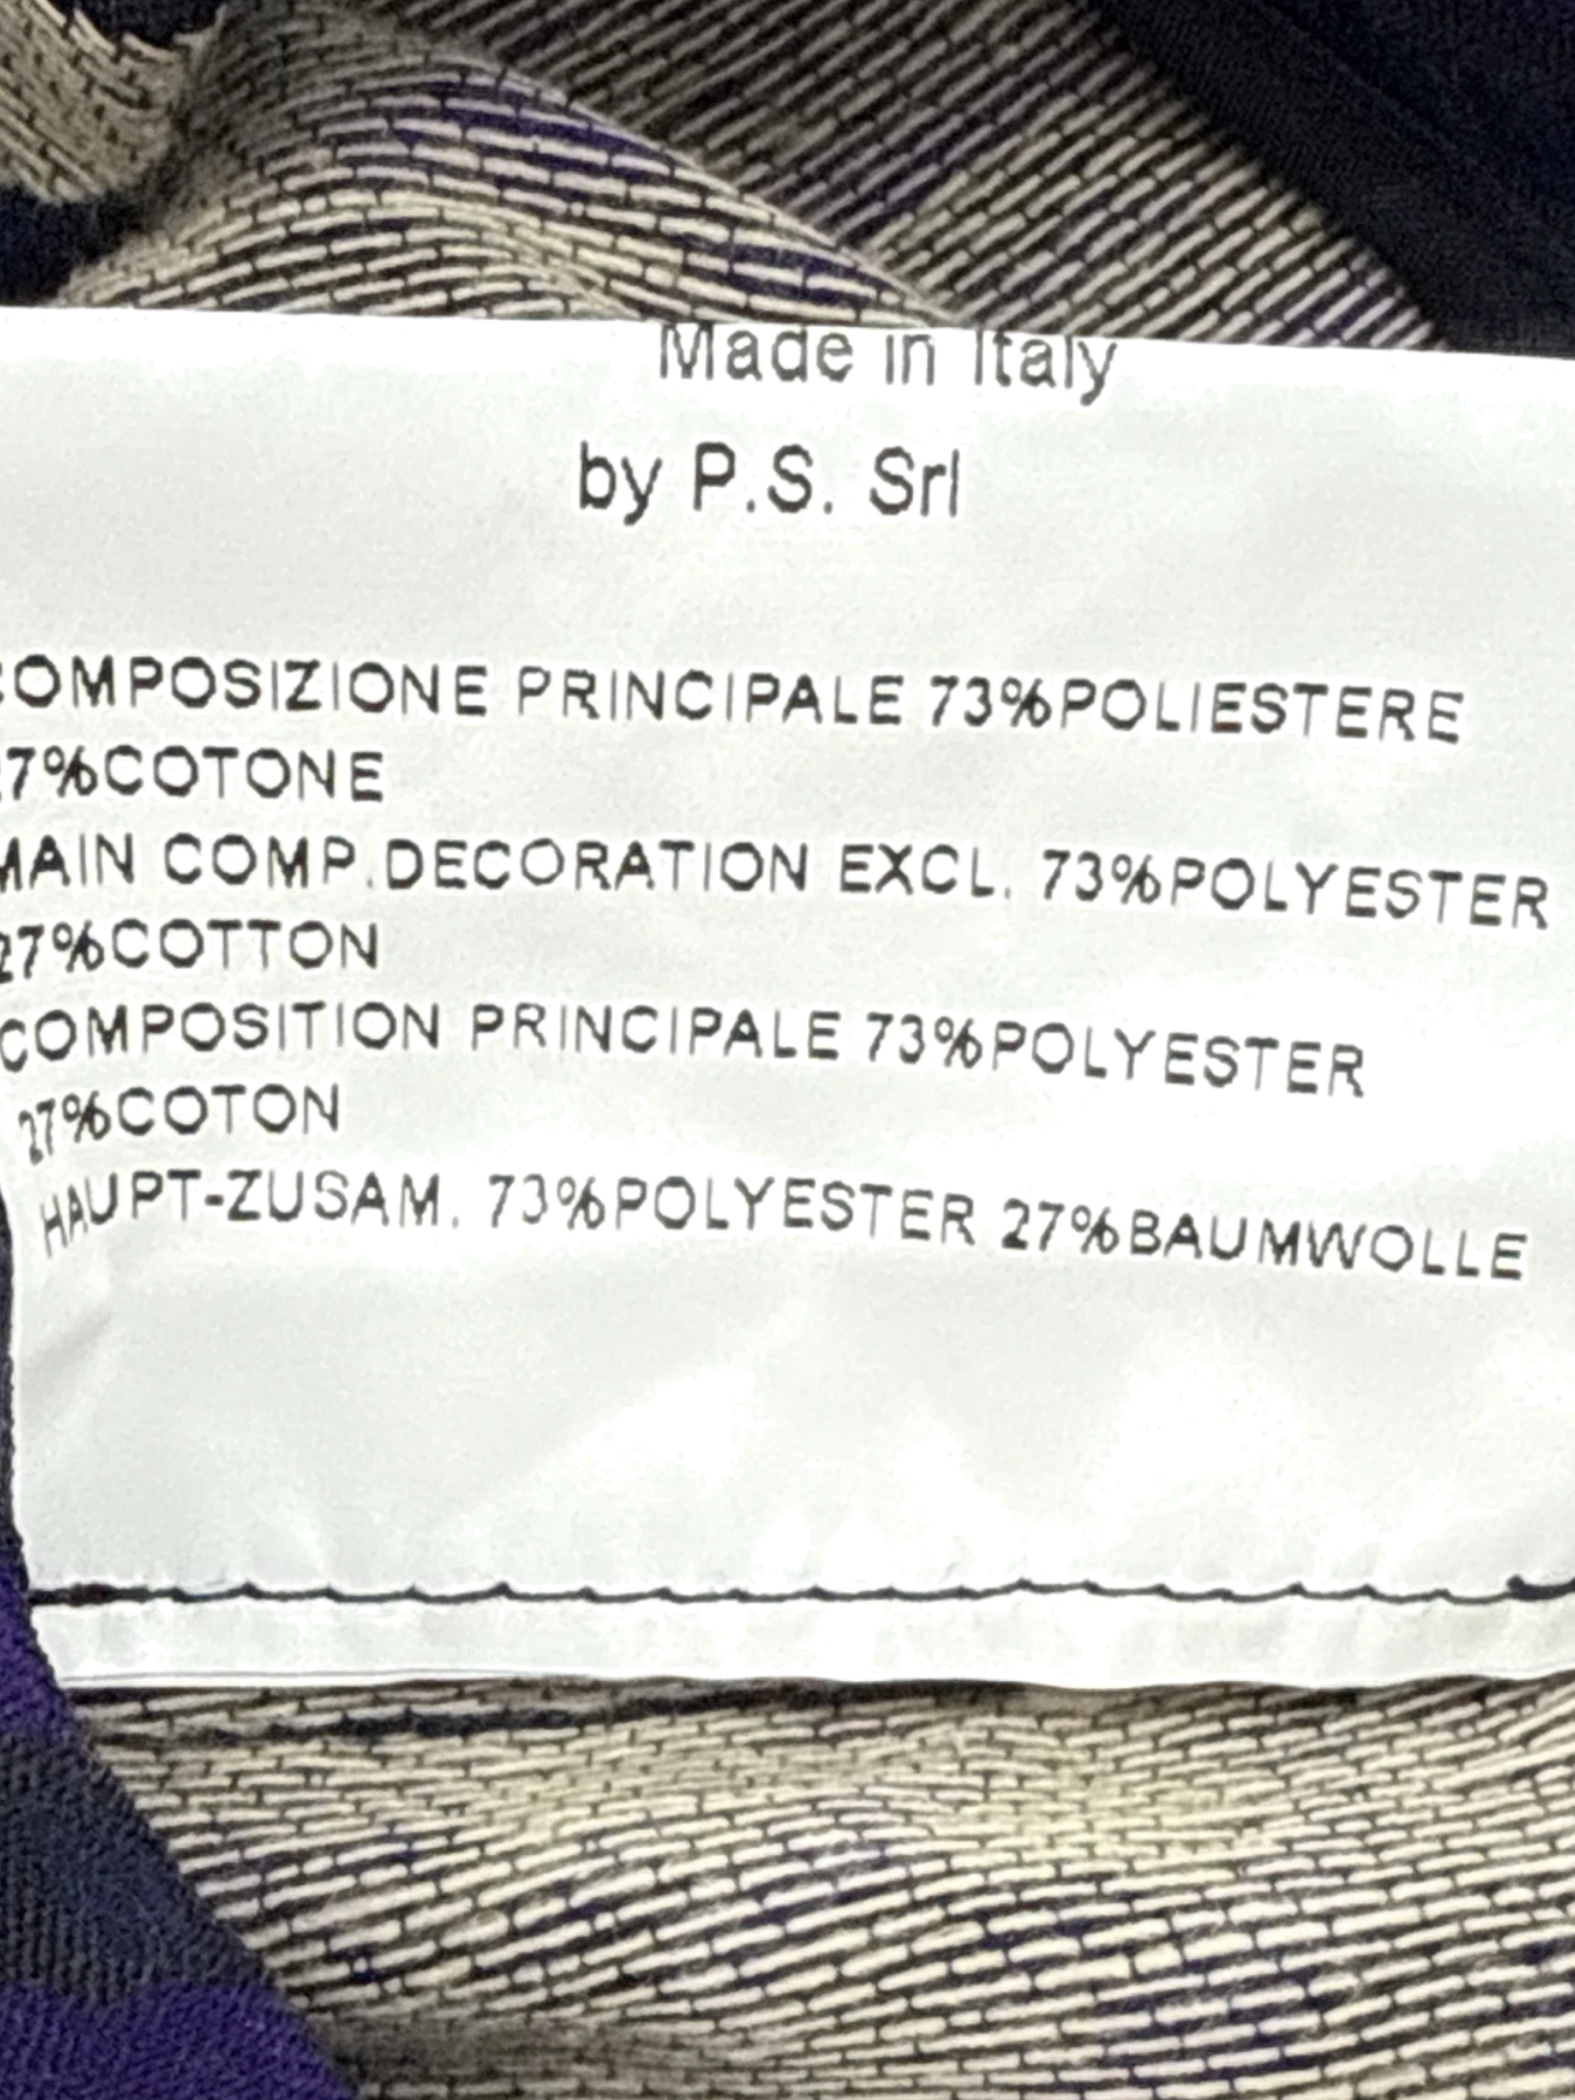 Made in Italy
by P.S. Srl
COMPOSIZIONE PRINCIPALE 73%POLIESTERE
27%COTONE
MAIN COMP.DECORATION EXCL. 73%POLYESTER
27%COTTON
COMPOSITION PRINCIPALE 73%POLYESTER
27%COTON
HAUPT-ZUSAM. 73%POLYESTER 27%BAUMWOLLE